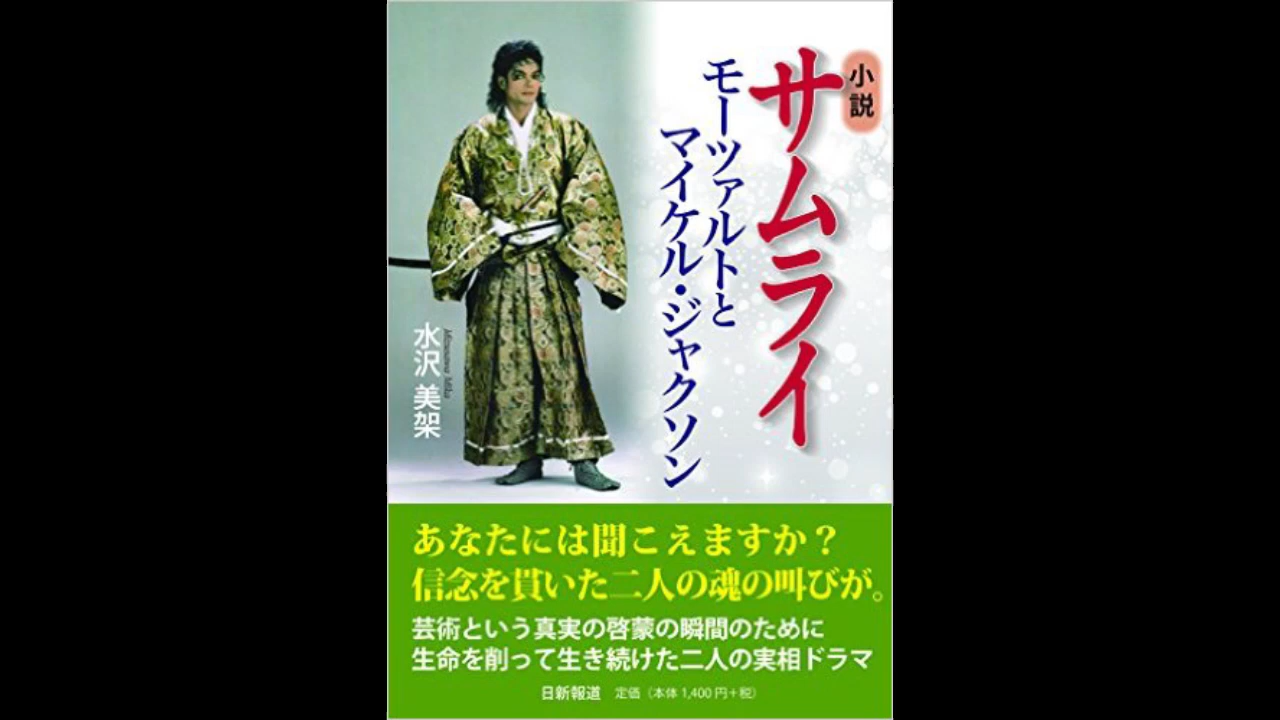 小説
サムライ
モーツァルトと
マイケル・ジャクソン
水沢 美架
あなたには聞こえますか？
信念を貫いた二人の魂の叫びが。
芸術という真実の啓蒙の瞬間のために
生命を削って生き続けた二人の実相ドラマ
日新報道 定価（本体1,400円＋税）